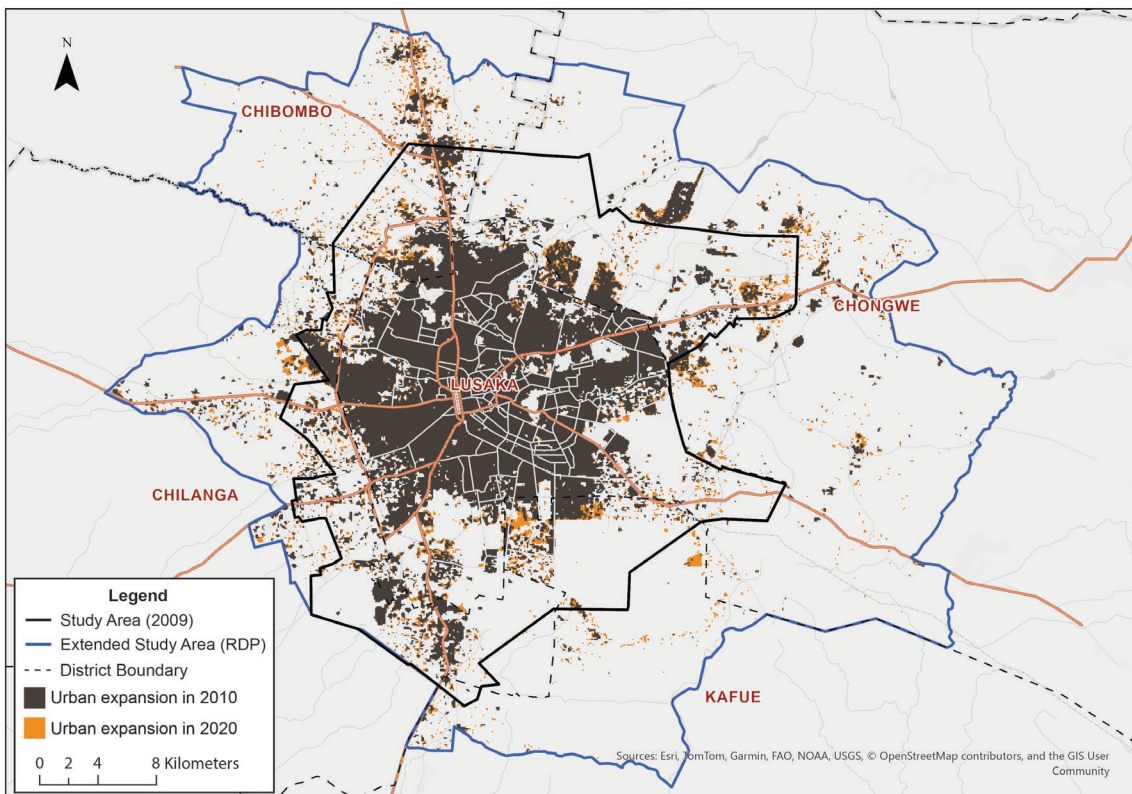 N
CHIBOMBO
CHONGWE
LUSAKA
CHILANGA
KAFUE
Legend
Study Area (2009)
Extended Study Area (RDP)
District Boundary
Urban expansion in 2010
Urban expansion in 2020
0 2 4 8 Kilometers
Sources: Esri, TomTom, Garmin, FAO, NOAA, USGS, © OpenStreetMap contributors, and the GIS User
Community